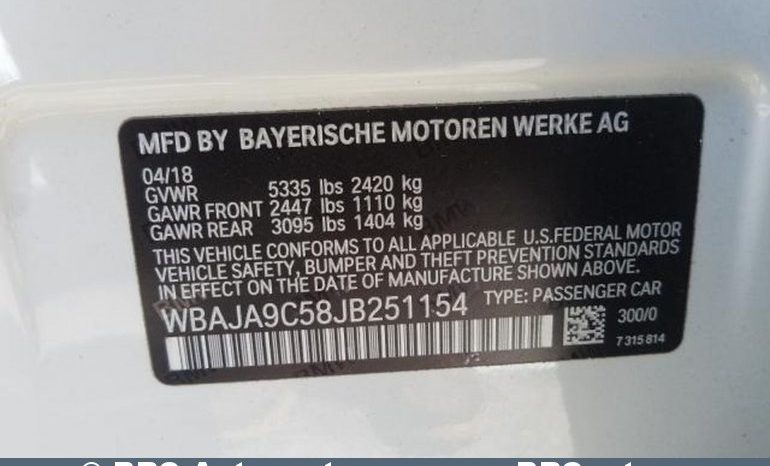 MFD BY BAYERISCHE MOTOREN WERKE AG
04/18
GVWR 5335 lbs 2420 kg
GAWR FRONT 2447 lbs 1110 kg
GAWR REAR 3095 lbs 1404 kg
THIS VEHICLE CONFORMS TO ALL APPLICABLE U.S.FEDERAL MOTOR
VEHICLE SAFETY, BUMPER AND THEFT PREVENTION STANDARDS
IN EFFECT ON THE DATE OF MANUFACTURE SHOWN ABOVE.
WBAJA9C58JB251154 TYPE: PASSENGER CAR
300/0
7 315 814